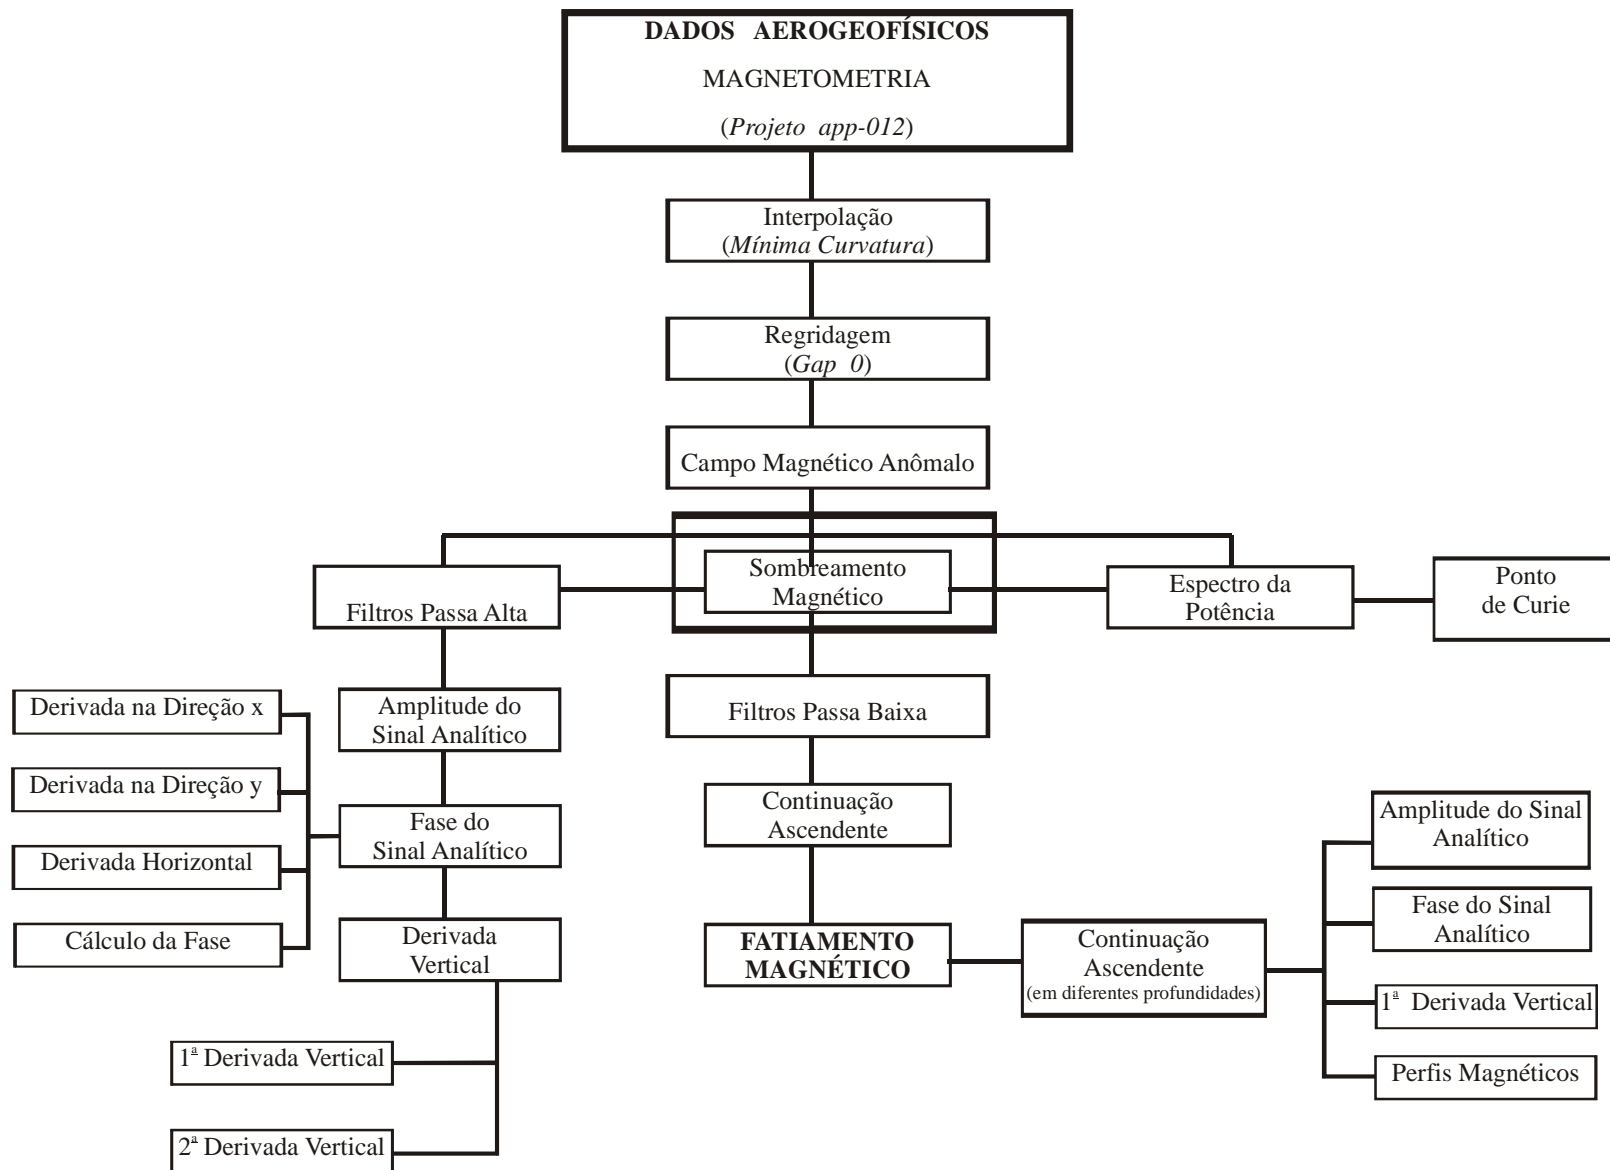 DADOS AEROGEOFÍSICOS
MAGNETOMETRIA
(Projeto app-012)
Interpolação
(Mínima Curvatura)
Regridagem
(Gap 0)
Campo Magnético Anômalo
Sombreamento
Magnético
Filtros Passa Alta
Espectro da
Potência
Ponto
de Curie
Derivada na Direção x
Derivada na Direção y
Derivada Horizontal
Cálculo da Fase
Amplitude do
Sinal Analítico
Fase do
Sinal Analítico
Derivada
Vertical
1ª Derivada Vertical
2ª Derivada Vertical
Filtros Passa Baixa
Continuação
Ascendente
FATIAMENTO
MAGNÉTICO
Continuação
Ascendente
(em diferentes profundidades)
Amplitude do Sinal
Analítico
Fase do Sinal
Analítico
1ª Derivada Vertical
Perfis Magnéticos